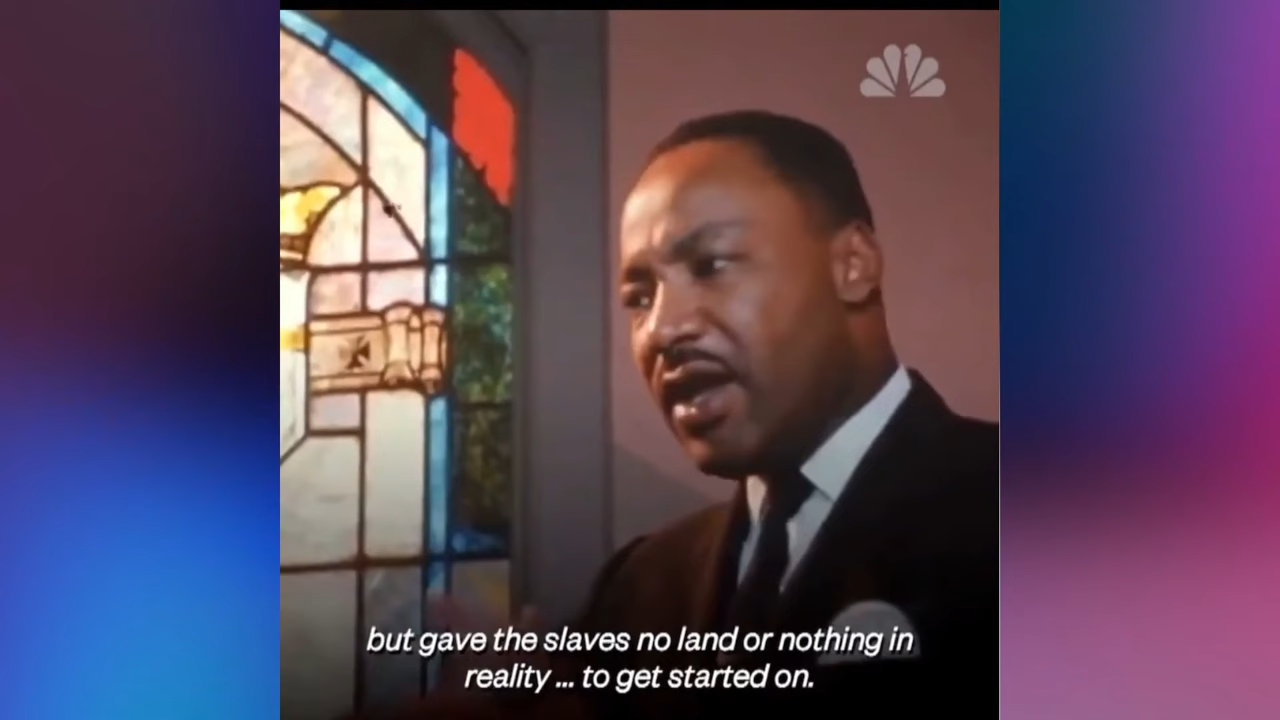 but gave the slaves no land or nothing in
reality ... to get started on.